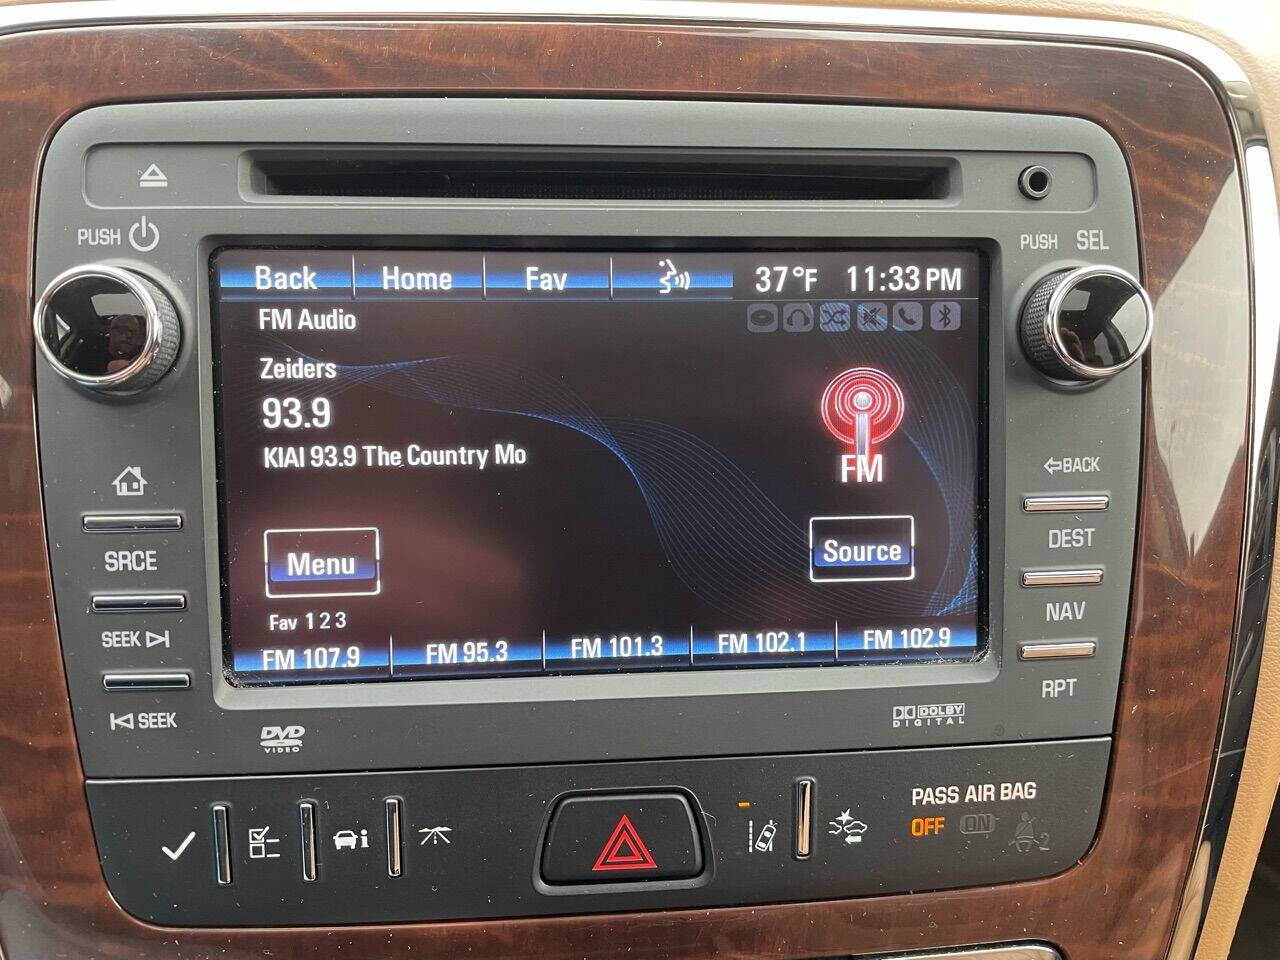 PUSH
PUSH SEL
Back Home Fav 37°F 11:33 PM
FM Audio
Zeiders
93.9
KIAI 93.9 The Country Mo
FM
Menu
Source
Fav 1 2 3
FM 107.9 FM 95.3 FM 101.3 FM 102.1 FM 102.9
SRCE
SEEK
SEEK
BACK
DEST
NAV
RPT
DVD
VIDEO
DOLBY
DIGITAL
PASS AIR BAG
OFF ON
2